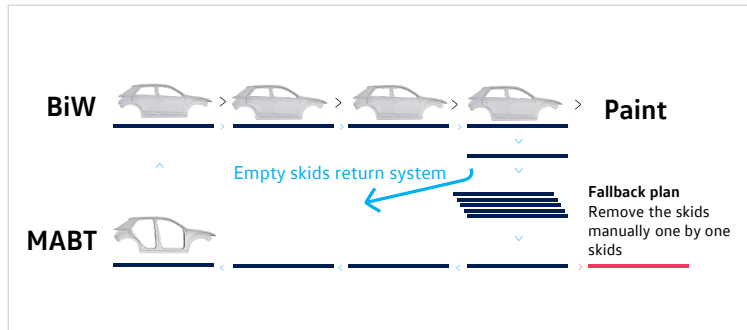 BiW
Paint
Empty skids return system
Fallback plan
Remove the skids
manually one by one
skids
MABT